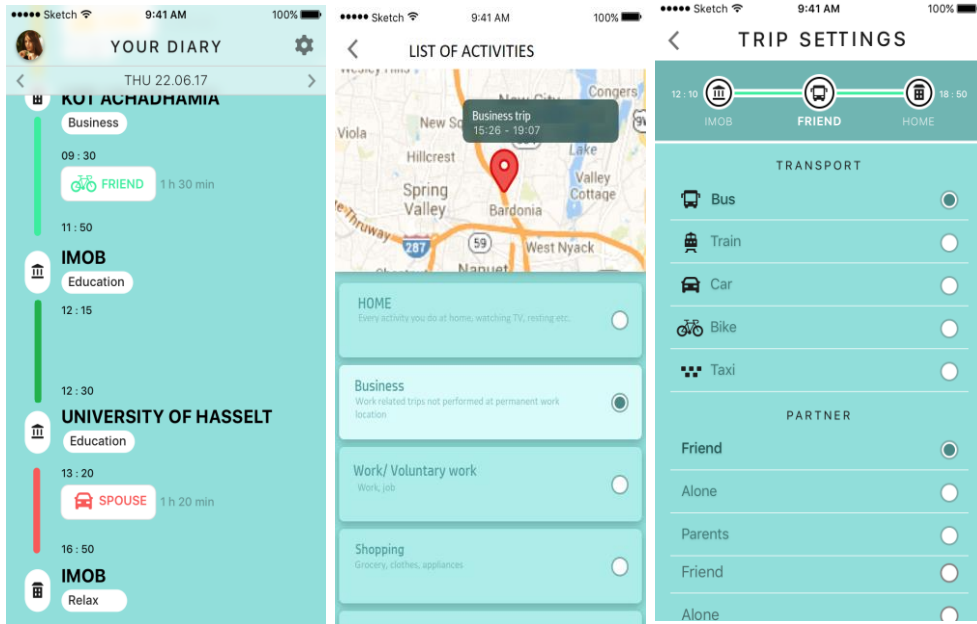 Sketch
9:41 AM
100%
YOUR DIARY
THU 22.06.17
KOT ACHADHAMIA
Business
09 : 30
FRIEND
1 h 30 min
11 : 50
IMOB
Education
12 : 15
12 : 30
UNIVERSITY OF HASSELT
Education
13 : 20
SPOUSE
1 h 20 min
16 : 50
IMOB
Relax
Sketch
9:41 AM
100%
LIST OF ACTIVITIES
Wesley Hills
New City
Congers
Business trip
15:26 - 19:07
Viola
Hillcrest
Lake
Valley
Cottage
Spring
Valley
Bardonia
Thruway
287
59
West Nyack
Nanuet
HOME
Every activity you do at home, watching TV, resting etc.
Business
Work related trips not performed at permanent work
location
Work/ Voluntary work
Work, job
Shopping
Grocery, clothes, appliances
Sketch
9:41 AM
100%
TRIP SETTINGS
12 : 10
18 : 50
IMOB
FRIEND
HOME
TRANSPORT
Bus
Train
Car
Bike
Taxi
PARTNER
Friend
Alone
Parents
Friend
Alone